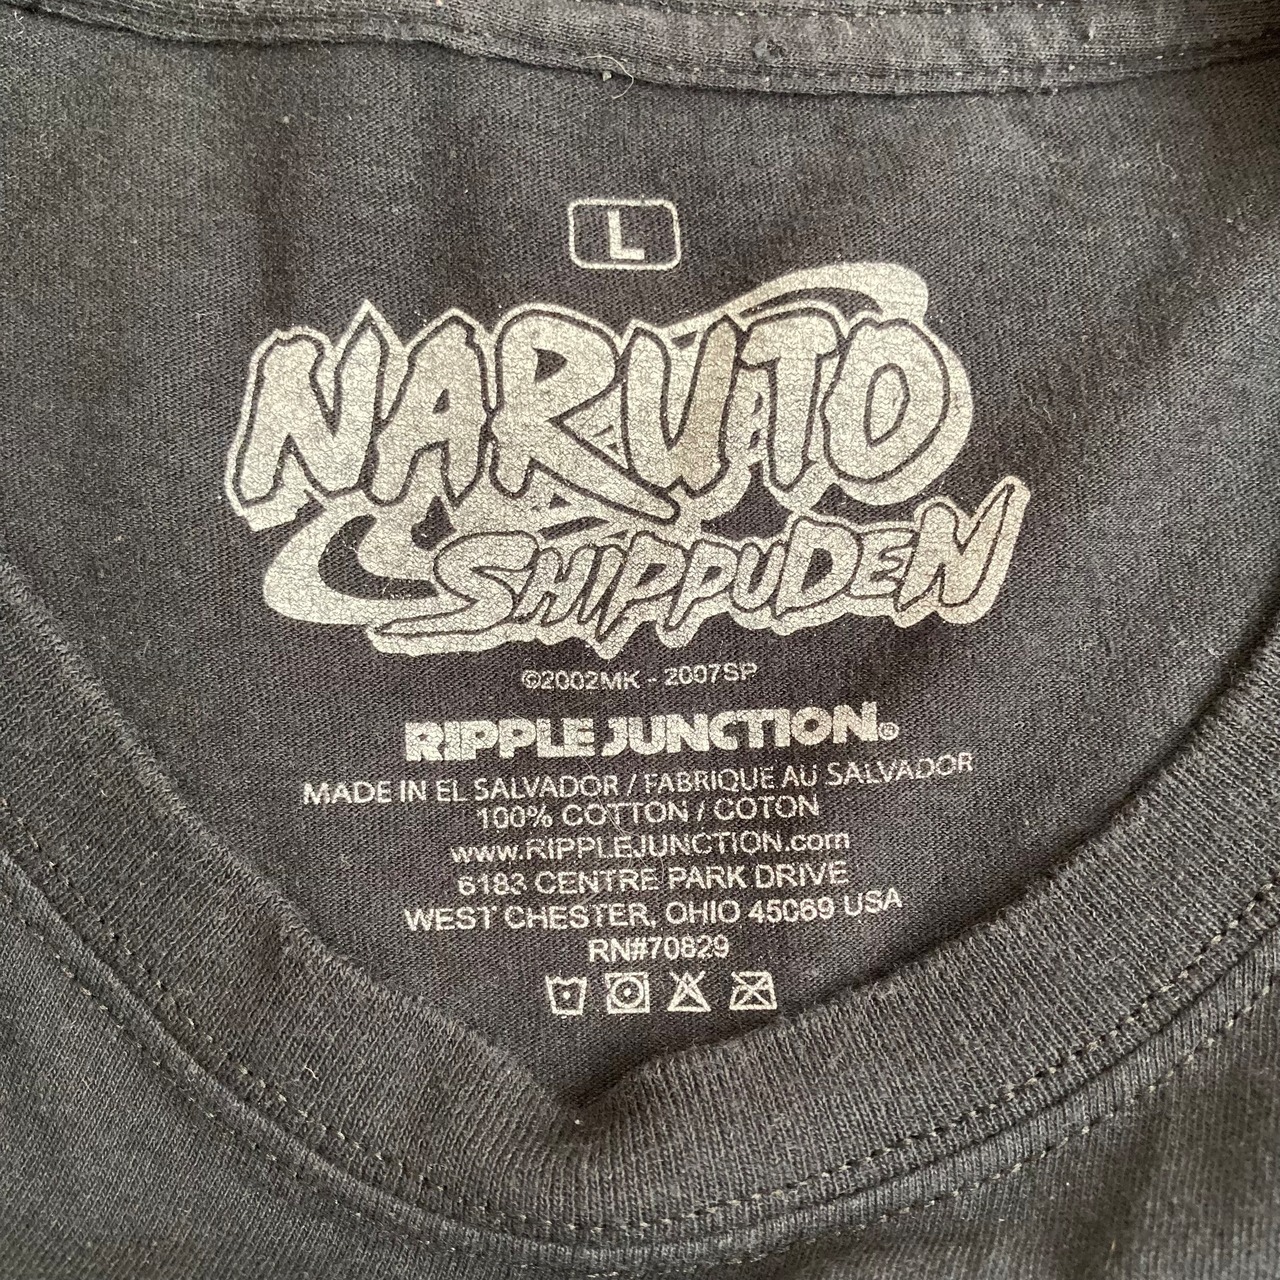 L
NARUTO
SHIPPUDEN
©2002MK - 2007SP
RIPPLE JUNCTION®
MADE IN EL SALVADOR / FABRIQUE AU SALVADOR
100% COTTON / COTON
www.RIPPLEJUNCTION.com
6183 CENTRE PARK DRIVE
WEST CHESTER, OHIO 45069 USA
RN#70829